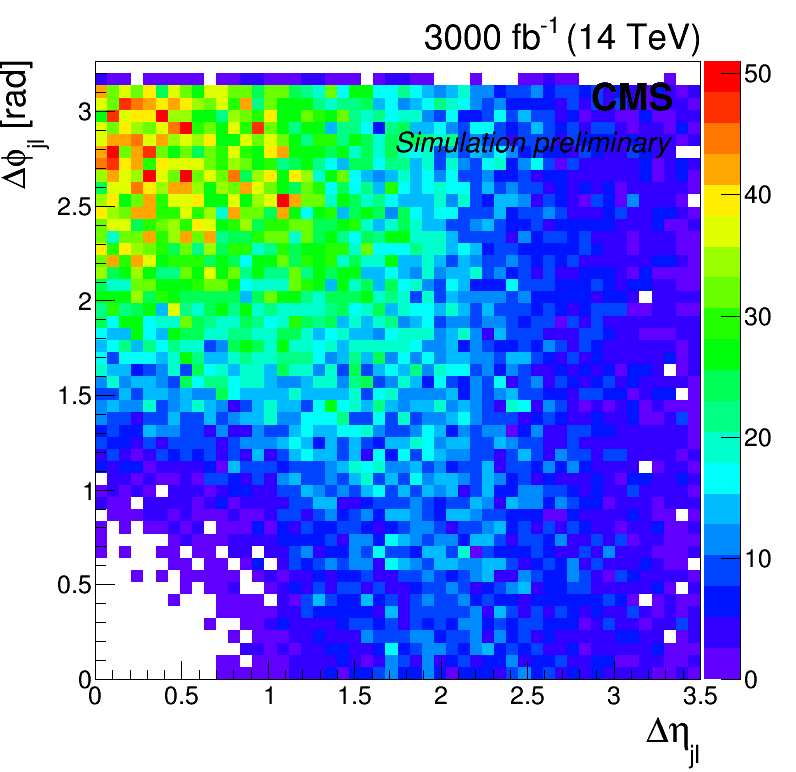 3000 fb⁻¹ (14 TeV)
CMS
Simulation preliminary
Δϕjl [rad]
3
2.5
2
1.5
1
0.5
0
0 0.5 1 1.5 2 2.5 3 3.5
Δηjl
50
40
30
20
10
0